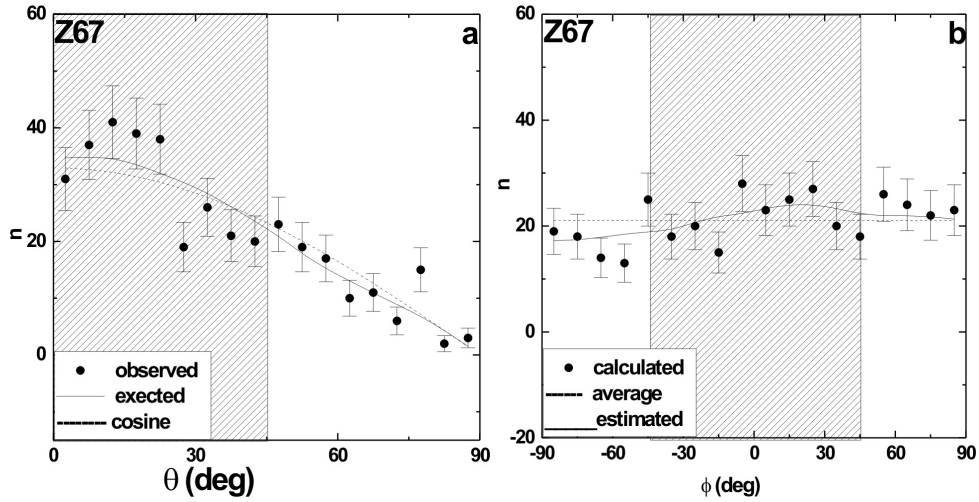 60
Z67
a
40
20
0
n
observed
exected
cosine
0
30
60
90
θ (deg)
60
Z67
b
40
20
0
-20
n
calculated
average
estimated
-90
-60
-30
0
30
60
90
ϕ (deg)